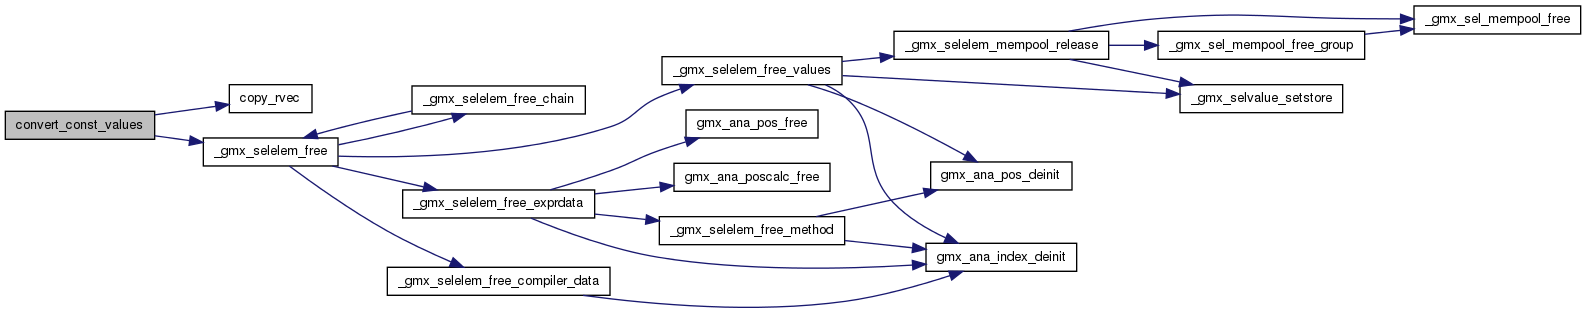 convert_const_values
copy_rvec
_gmx_selelem_free
_gmx_selelem_free_chain
_gmx_selelem_free_exprdata
_gmx_selelem_free_compiler_data
_gmx_selelem_free_values
gmx_ana_pos_free
gmx_ana_poscalc_free
_gmx_selelem_free_method
_gmx_selelem_mempool_release
gmx_ana_pos_deinit
gmx_ana_index_deinit
_gmx_sel_mempool_free_group
_gmx_selvalue_setstore
_gmx_sel_mempool_free